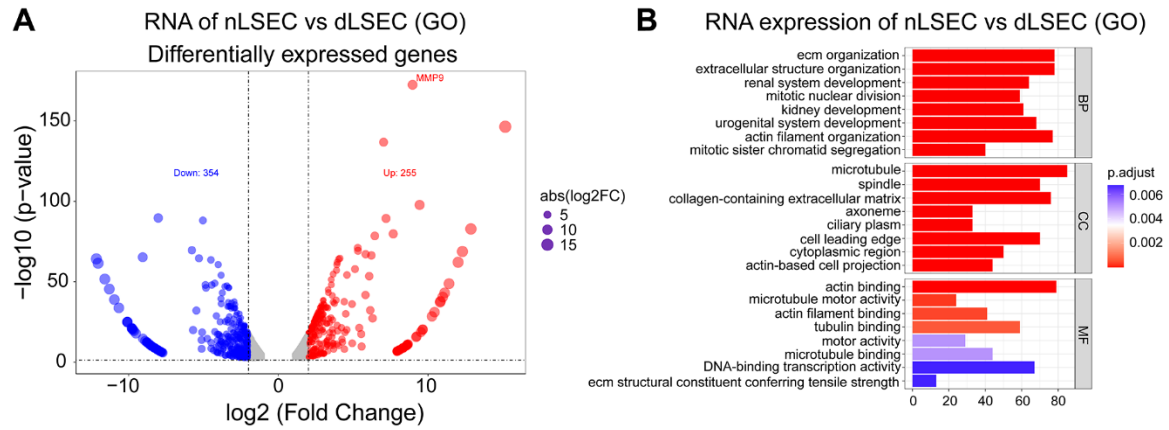 A
RNA of nLSEC vs dLSEC (GO)
Differentially expressed genes
MMP9
Down: 354
Up: 255
−log10 (p−value)
150
100
50
0
−10
0
10
log2 (Fold Change)
abs(log2FC)
5
10
15
B
RNA expression of nLSEC vs dLSEC (GO)
ecm organization
extracellular structure organization
renal system development
mitotic nuclear division
kidney development
urogenital system development
actin filament organization
mitotic sister chromatid segregation
BP
microtubule
spindle
collagen-containing extracellular matrix
axoneme
ciliary plasm
cell leading edge
cytoplasmic region
actin-based cell projection
CC
actin binding
microtubule motor activity
actin filament binding
tubulin binding
motor activity
microtubule binding
DNA-binding transcription activity
ecm structural constituent conferring tensile strength
MF
0
20
40
60
80
p.adjust
0.006
0.004
0.002